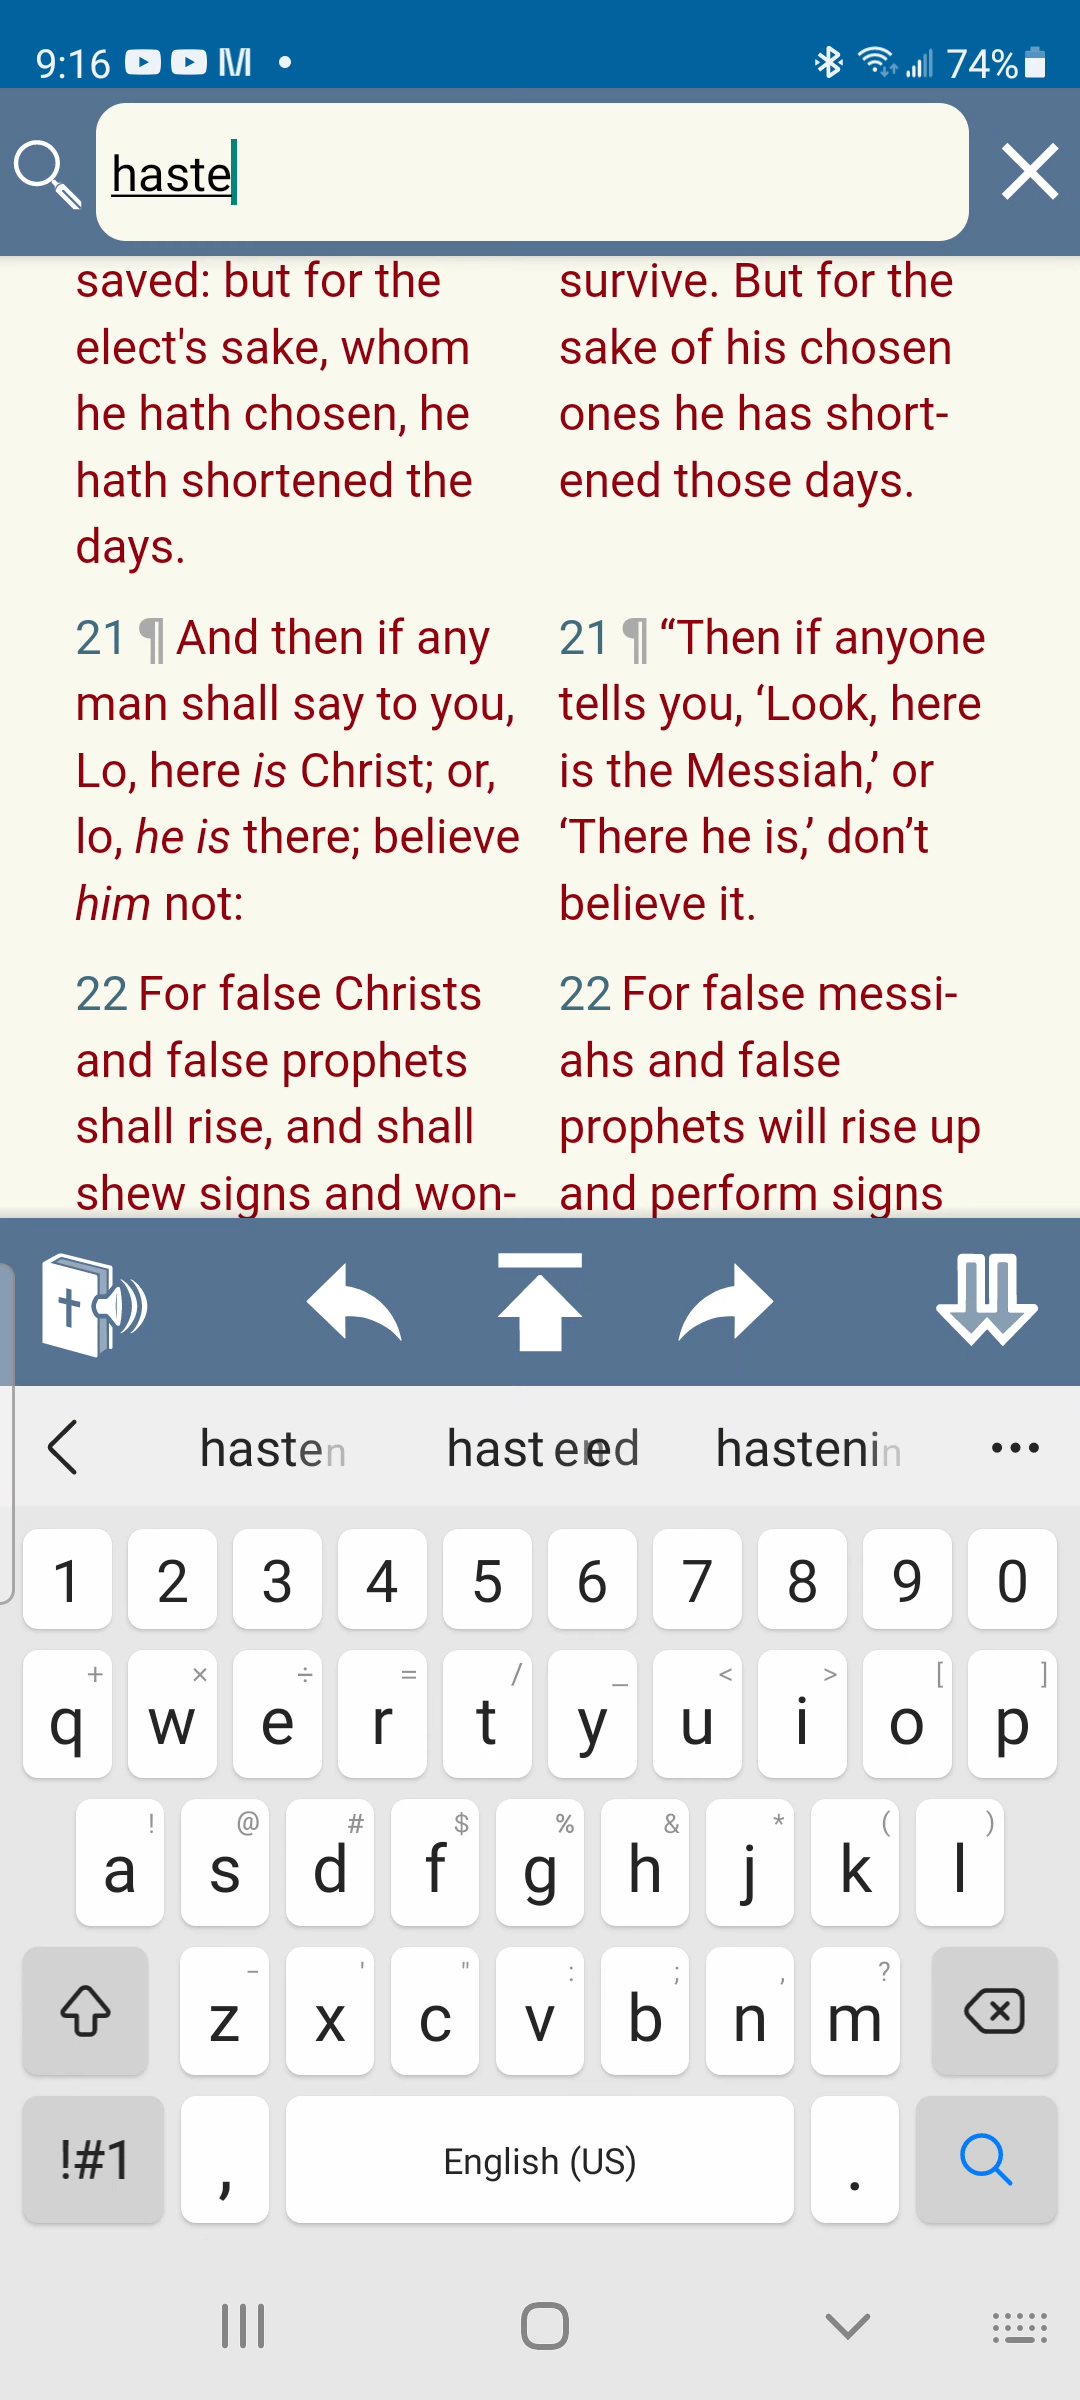 9:16 74%
haste
saved: but for the
elect's sake, whom
he hath chosen, he
hath shortened the
days.
21 ¶ And then if any
man shall say to you,
Lo, here is Christ; or,
lo, he is there; believe
him not:
22 For false Christs
and false prophets
shall rise, and shall
shew signs and won-
survive. But for the
sake of his chosen
ones he has short-
ened those days.
21 ¶ “Then if anyone
tells you, ‘Look, here
is the Messiah,’ or
‘There he is,’ don’t
believe it.
22 For false messi-
ahs and false
prophets will rise up
and perform signs
hasten hastened hastenin
1 2 3 4 5 6 7 8 9 0
+ × ÷ = / _ < > [ ]
q w e r t y u i o p
! @ # $ % & * ( )
a s d f g h j k l
- ' " : ; , ?
z x c v b n m
!#1 , English (US) .